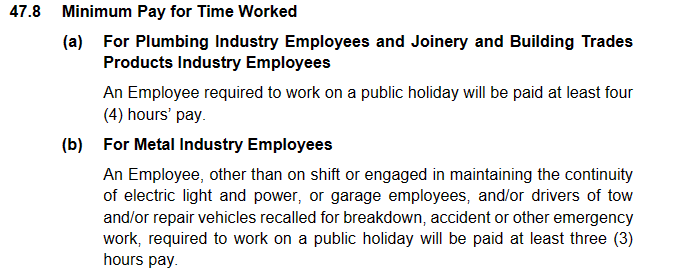 47.8 Minimum Pay for Time Worked
(a) For Plumbing Industry Employees and Joinery and Building Trades
Products Industry Employees
An Employee required to work on a public holiday will be paid at least four
(4) hours’ pay.
(b) For Metal Industry Employees
An Employee, other than on shift or engaged in maintaining the continuity
of electric light and power, or garage employees, and/or drivers of tow
and/or repair vehicles recalled for breakdown, accident or other emergency
work, required to work on a public holiday will be paid at least three (3)
hours pay.